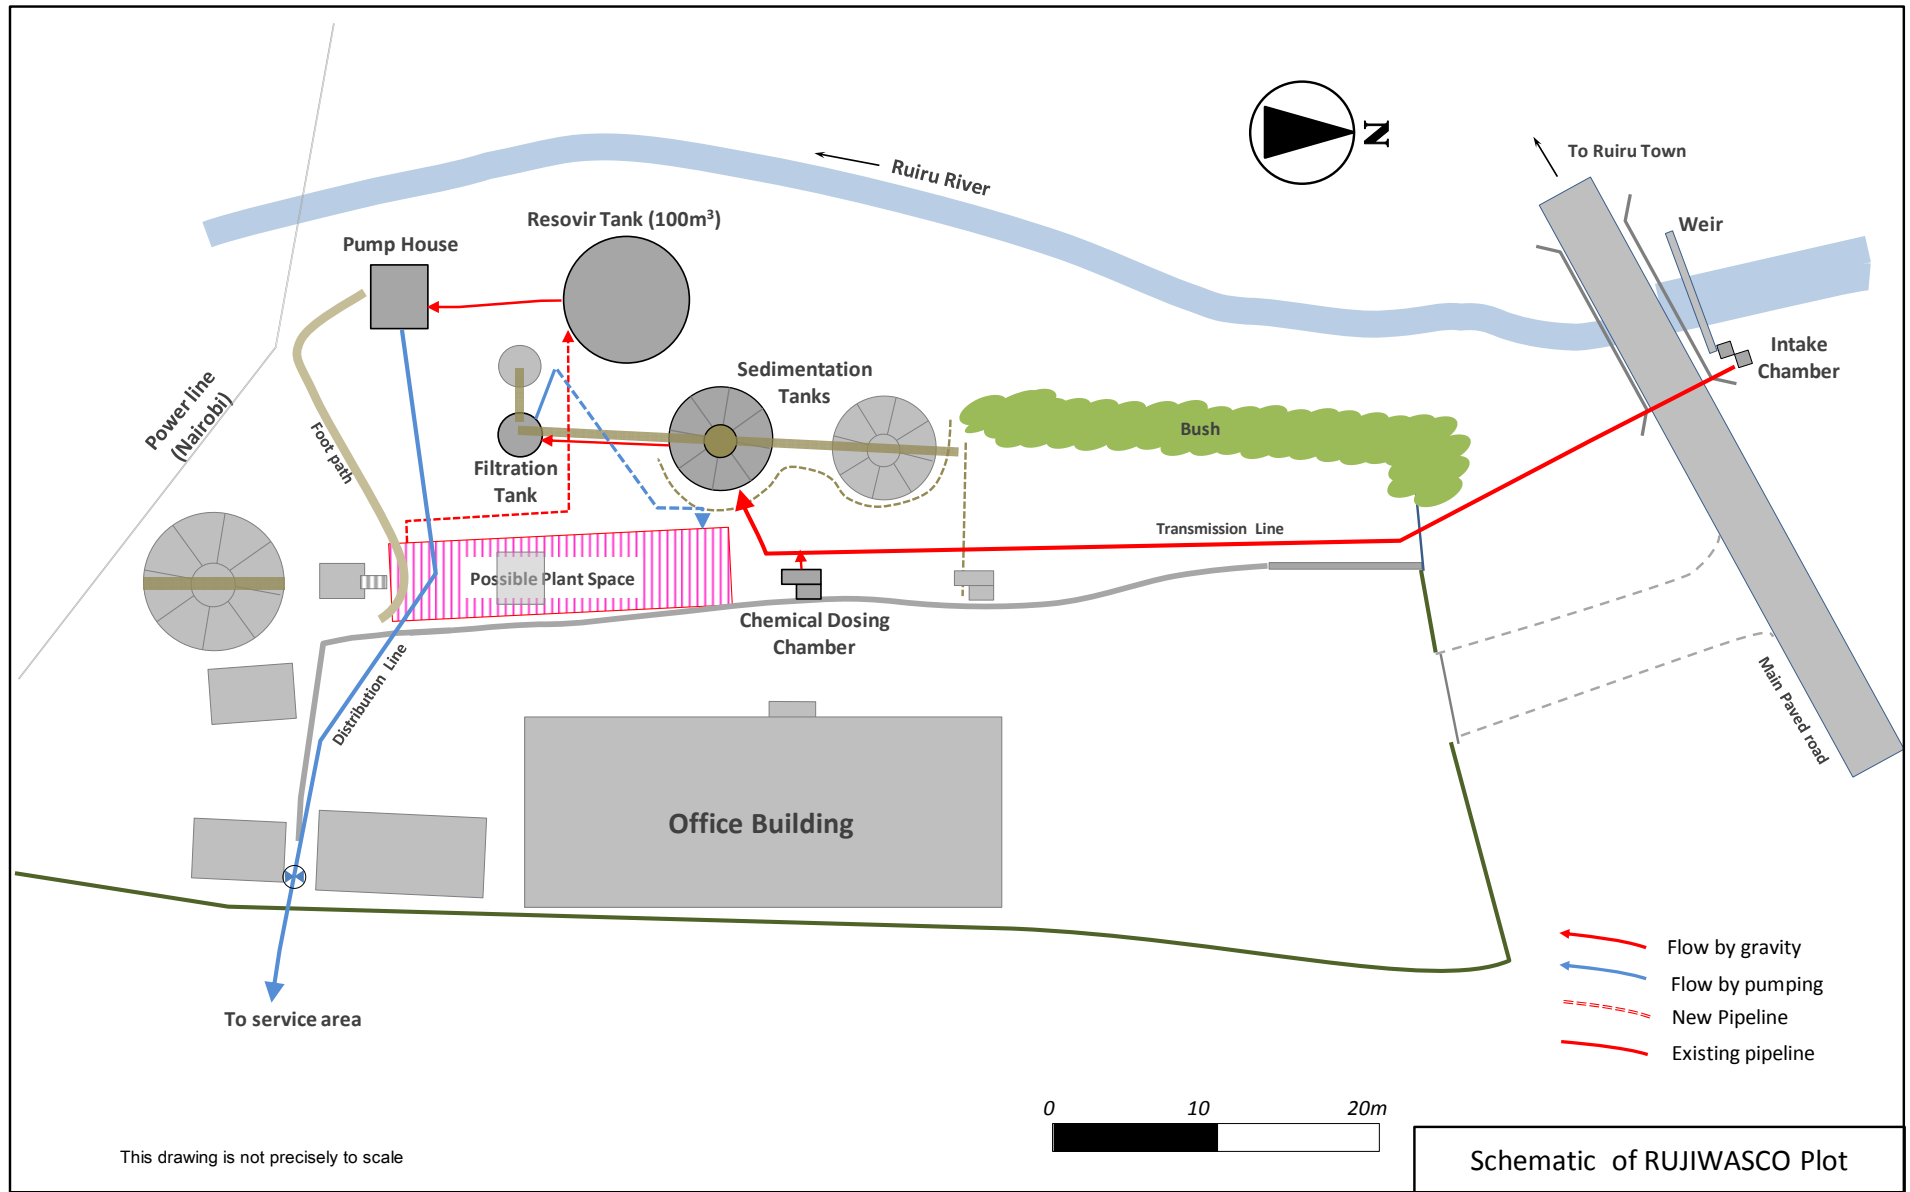 N
To Ruiru Town
Ruiru River
Weir
Resovir Tank (100m³)
Pump House
Intake
Chamber
Sedimentation
Tanks
Power line
(Nairobi)
Foot path
Bush
Filtration
Tank
Transmission Line
Possible Plant Space
Chemical Dosing
Chamber
Distribution Line
Main Paved road
Office Building
To service area
Flow by gravity
Flow by pumping
New Pipeline
Existing pipeline
0 10 20m
This drawing is not precisely to scale
Schematic of RUJIWASCO Plot